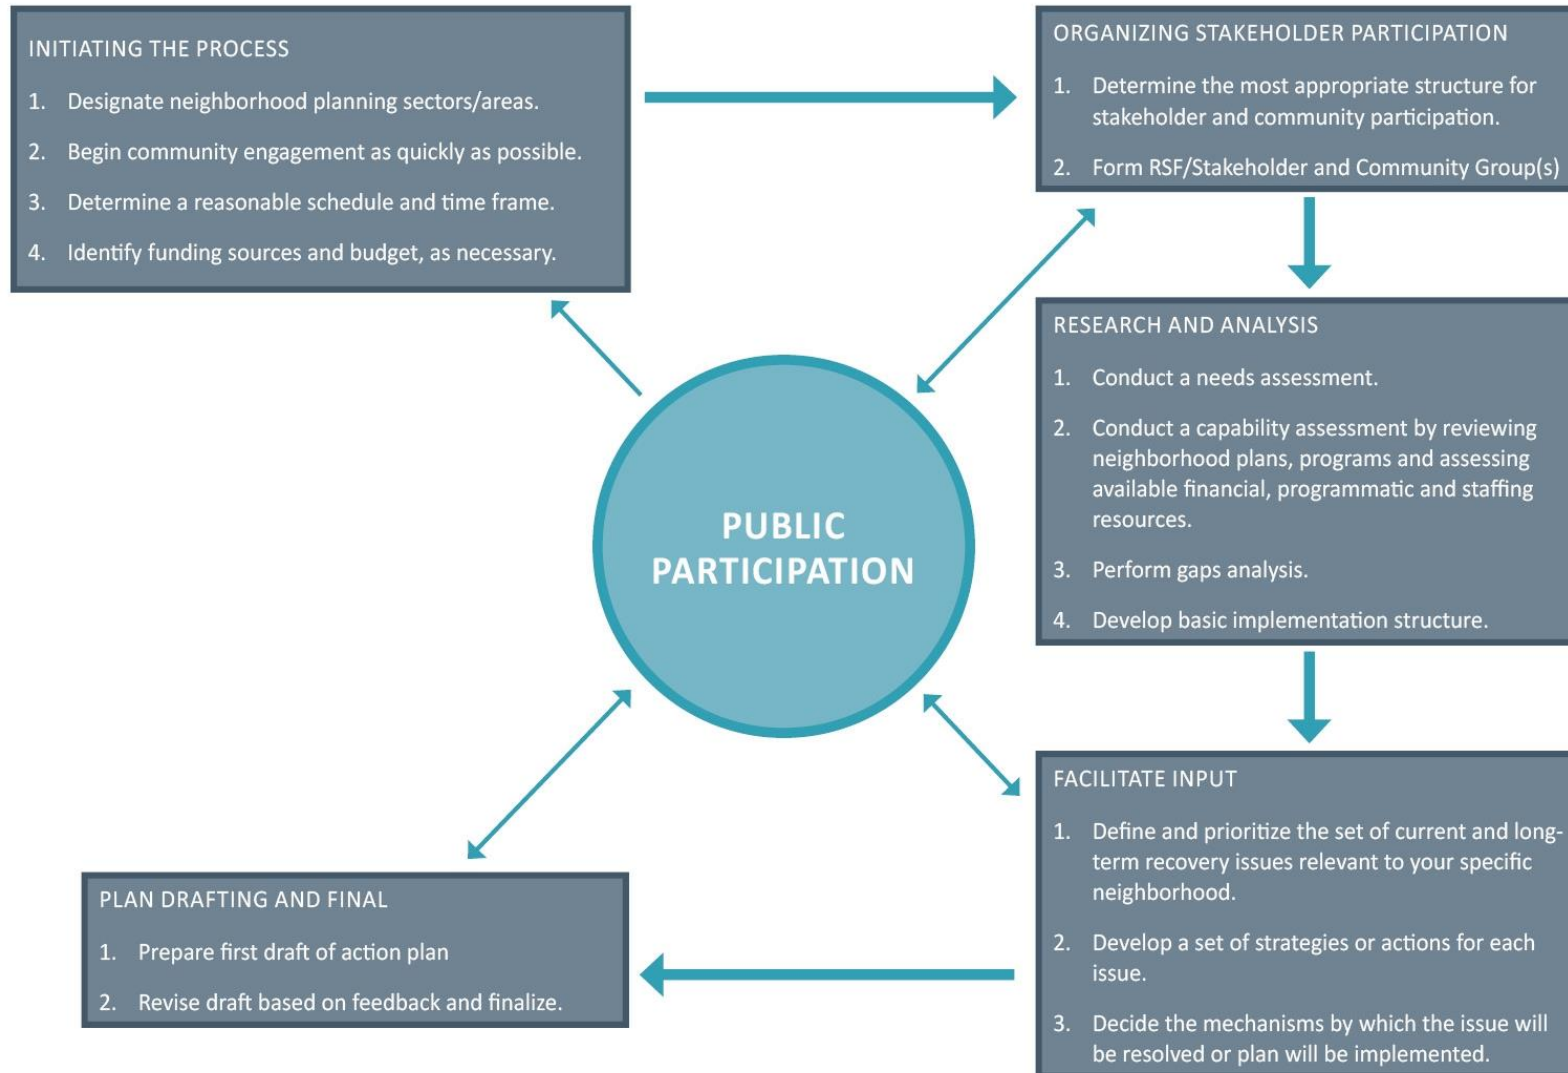 INITIATING THE PROCESS
1. Designate neighborhood planning sectors/areas.
2. Begin community engagement as quickly as possible.
3. Determine a reasonable schedule and time frame.
4. Identify funding sources and budget, as necessary.
ORGANIZING STAKEHOLDER PARTICIPATION
1. Determine the most appropriate structure for
stakeholder and community participation.
2. Form RSF/Stakeholder and Community Group(s)
RESEARCH AND ANALYSIS
1. Conduct a needs assessment.
2. Conduct a capability assessment by reviewing
neighborhood plans, programs and assessing
available financial, programmatic and staffing
resources.
3. Perform gaps analysis.
4. Develop basic implementation structure.
PUBLIC
PARTICIPATION
FACILITATE INPUT
1. Define and prioritize the set of current and long-
term recovery issues relevant to your specific
neighborhood.
2. Develop a set of strategies or actions for each
issue.
3. Decide the mechanisms by which the issue will
be resolved or plan will be implemented.
PLAN DRAFTING AND FINAL
1. Prepare first draft of action plan
2. Revise draft based on feedback and finalize.